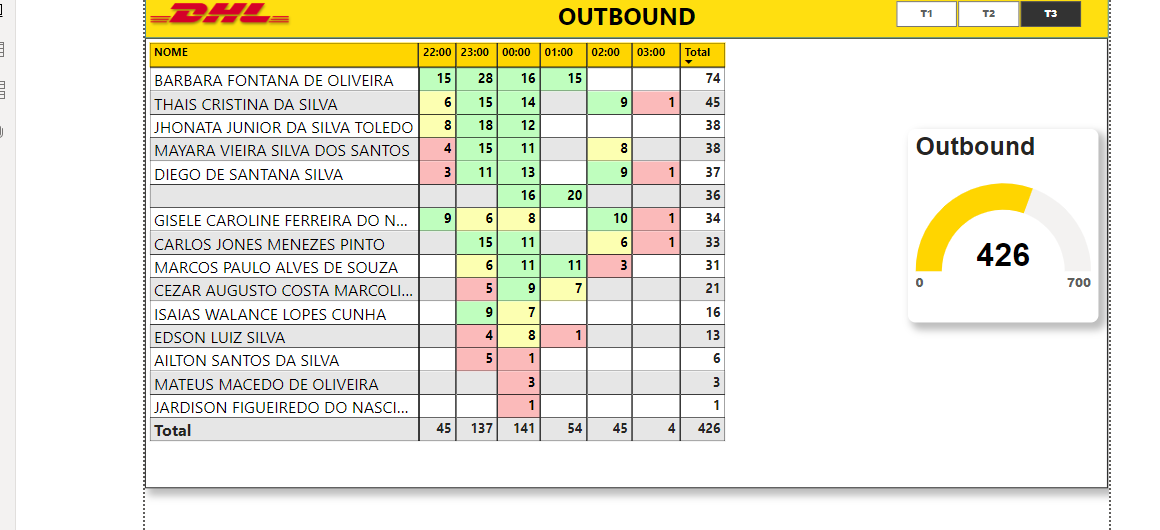 DHL OUTBOUND T1 T2 T3
NOME 22:00 23:00 00:00 01:00 02:00 03:00 Total
BARBARA FONTANA DE OLIVEIRA 15 28 16 15 74
THAIS CRISTINA DA SILVA 6 15 14 9 1 45
JHONATA JUNIOR DA SILVA TOLEDO 8 18 12 38
MAYARA VIEIRA SILVA DOS SANTOS 4 15 11 8 38
DIEGO DE SANTANA SILVA 3 11 13 9 1 37
16 20 36
GISELE CAROLINE FERREIRA DO N... 9 6 8 10 1 34
CARLOS JONES MENEZES PINTO 15 11 6 1 33
MARCOS PAULO ALVES DE SOUZA 6 11 11 3 31
CEZAR AUGUSTO COSTA MARCOLI... 5 9 7 21
ISAIAS WALANCE LOPES CUNHA 9 7 16
EDSON LUIZ SILVA 4 8 1 13
AILTON SANTOS DA SILVA 5 1 6
MATEUS MACEDO DE OLIVEIRA 3 3
JARDISON FIGUEIREDO DO NASCI... 1 1
Total 45 137 141 54 45 4 426
Outbound
426
0 700